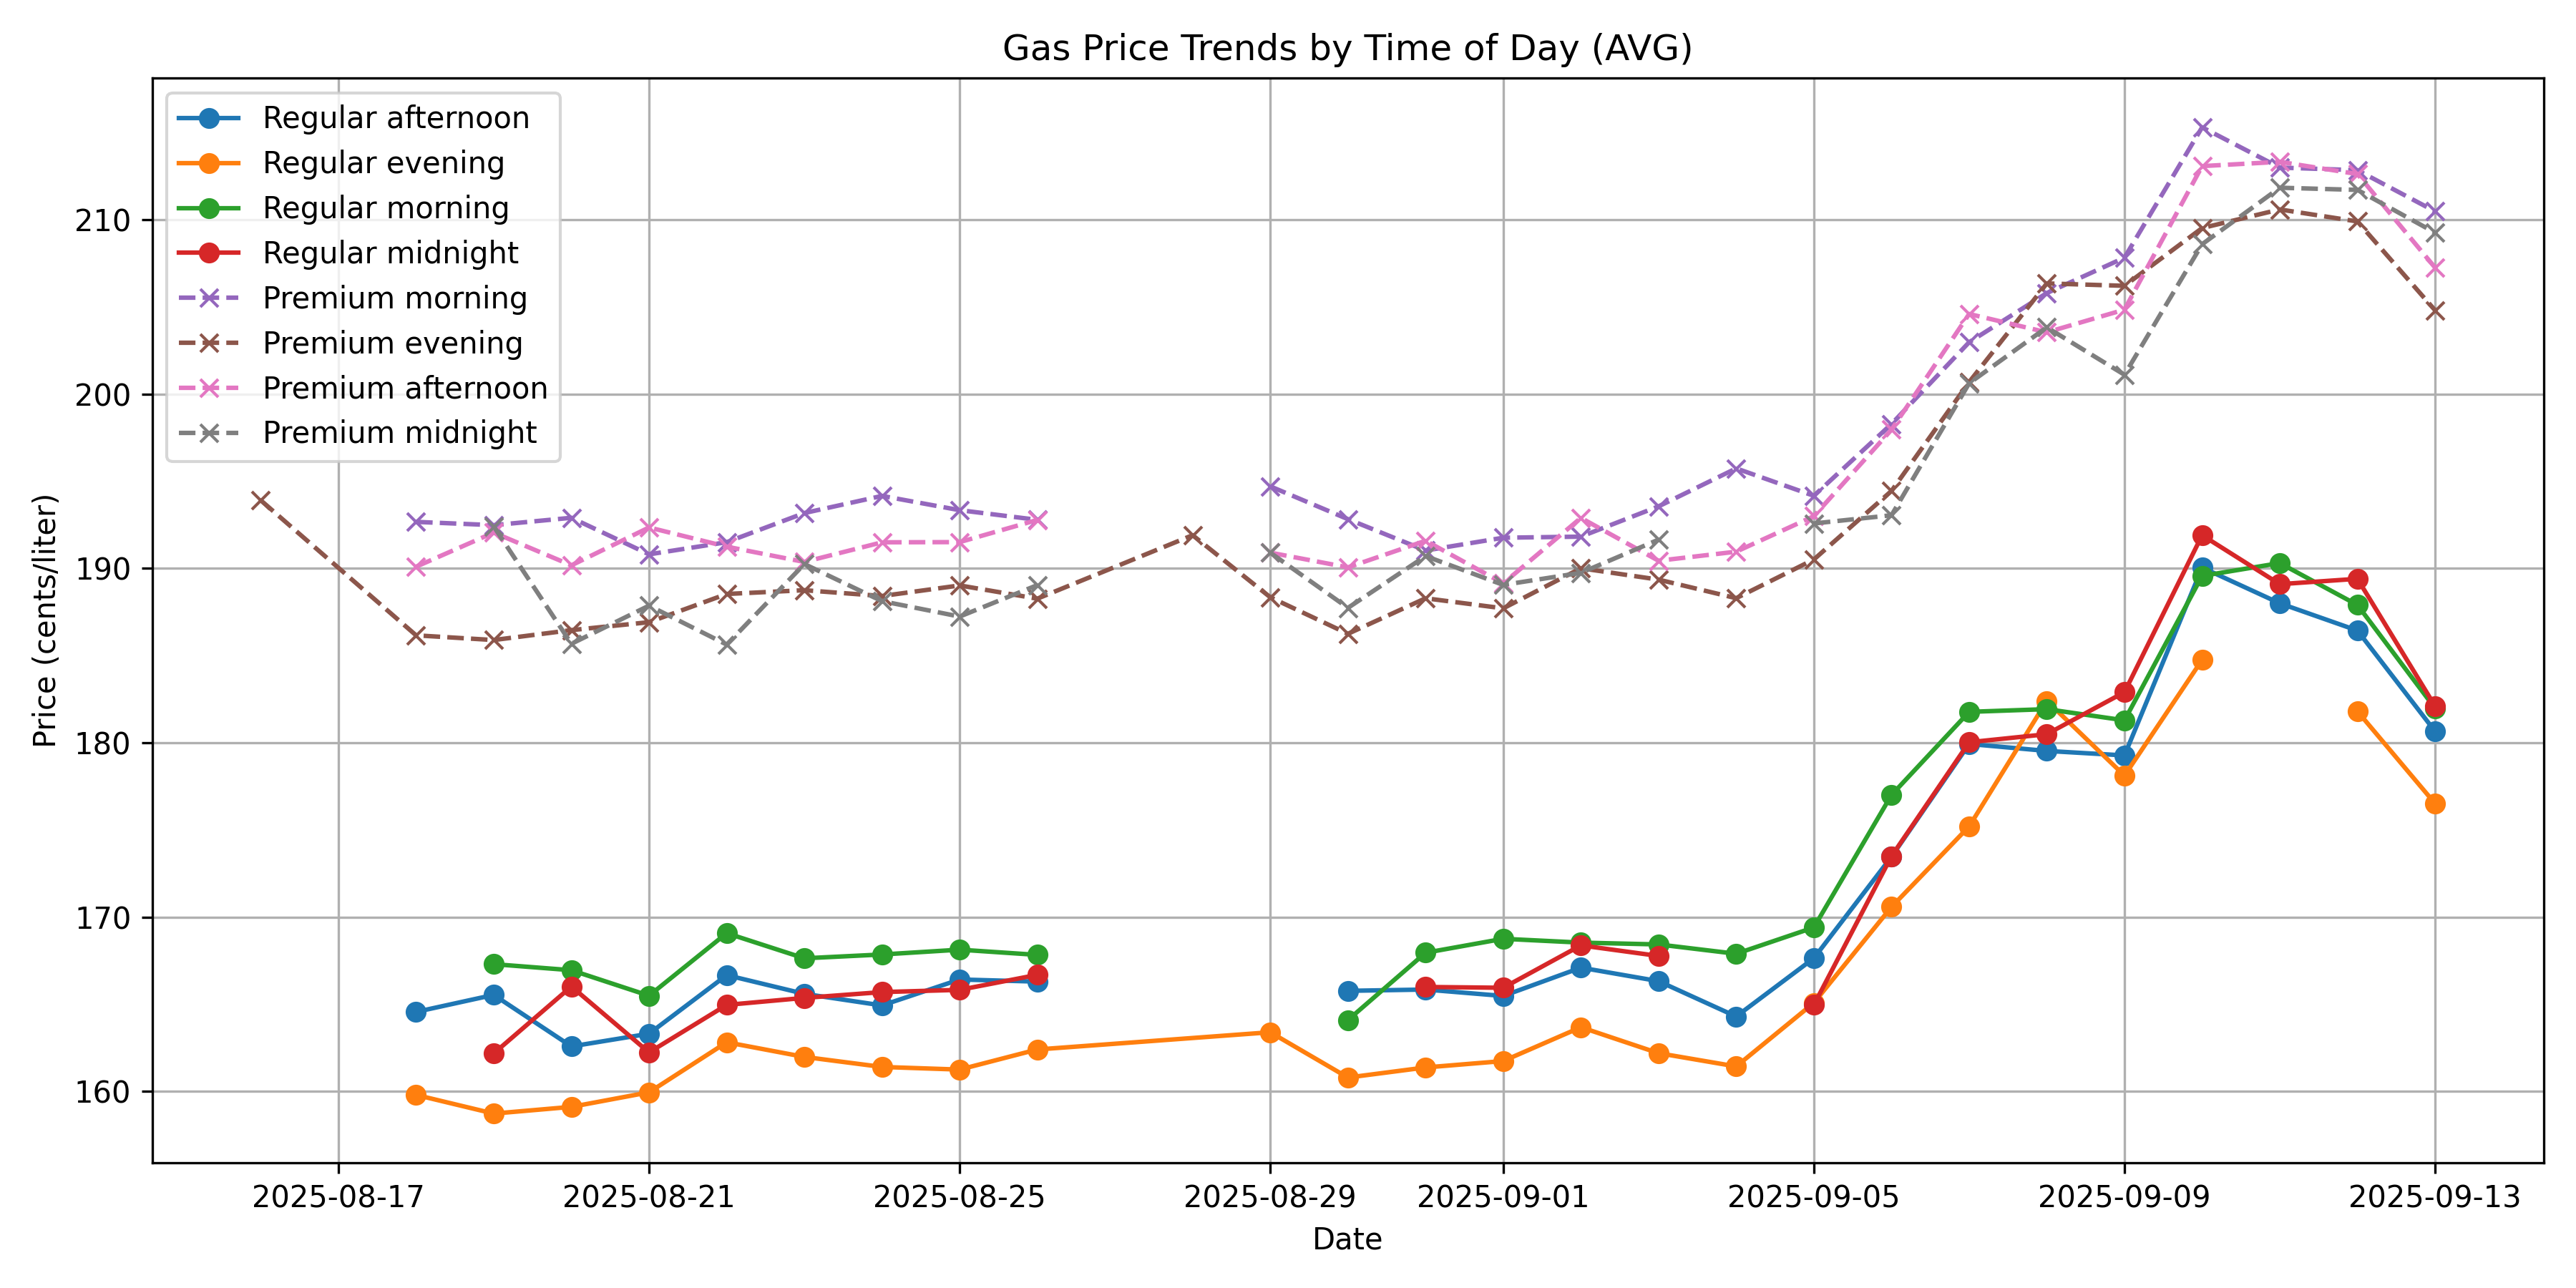 Gas Price Trends by Time of Day (AVG)
Regular afternoon
Regular evening
Regular morning
Regular midnight
Premium morning
Premium evening
Premium afternoon
Premium midnight
Price (cents/liter)
210
200
190
180
170
160
2025-08-17 2025-08-21 2025-08-25 2025-08-29 2025-09-01 2025-09-05 2025-09-09 2025-09-13
Date